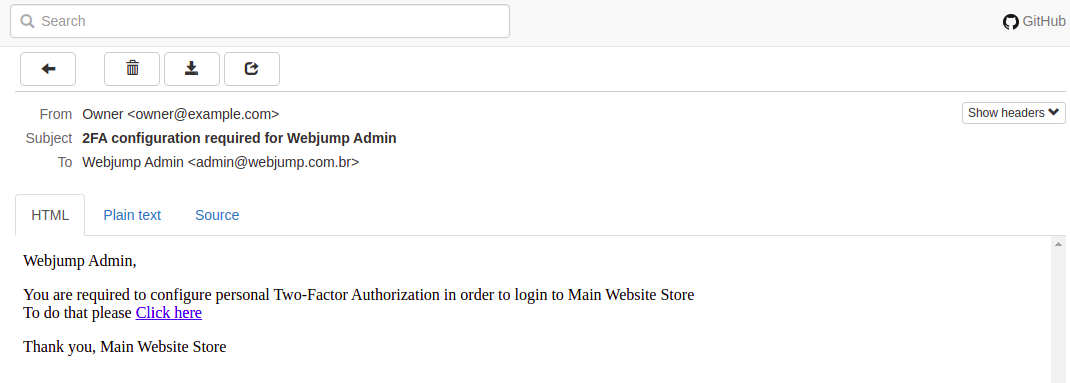 Search
GitHub
From Owner <owner@example.com>
Show headers
Subject 2FA configuration required for Webjump Admin
To Webjump Admin <admin@webjump.com.br>
HTML Plain text Source
Webjump Admin,
You are required to configure personal Two-Factor Authorization in order to login to Main Website Store
To do that please Click here
Thank you, Main Website Store